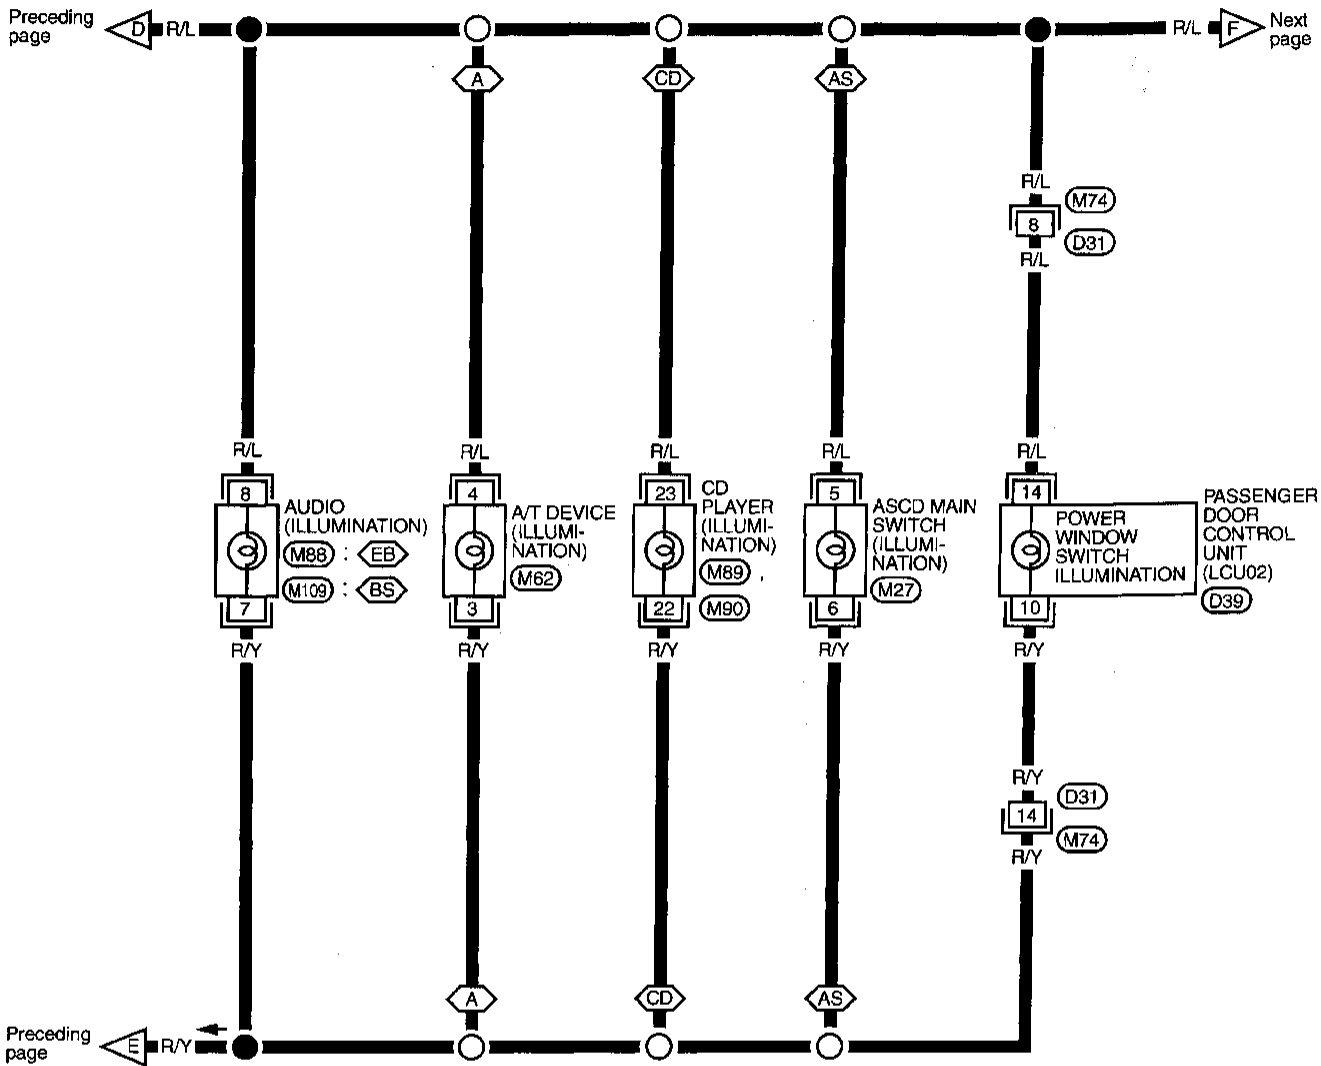 Preceding
page
D R/L
R/L F
Next
page
A
CD
AS
R/L
M74
8
D31
R/L
R/L
R/L
R/L
R/L
R/L
8
4
23
5
14
AUDIO
(ILLUMINATION)
M88 : EB
M109 : BS
A/T DEVICE
(ILLUMI-
NATION)
M62
CD
PLAYER
(ILLUMI-
NATION)
M89 ,
M90
ASCD MAIN
SWITCH
(ILLUMI-
NATION)
M27
POWER
WINDOW
SWITCH
ILLUMINATION
PASSENGER
DOOR
CONTROL
UNIT
(LCU02)
D39
7
3
22
6
10
R/Y
R/Y
R/Y
R/Y
R/Y
R/Y
D31
14
M74
R/Y
A
CD
AS
Preceding
page
E R/Y